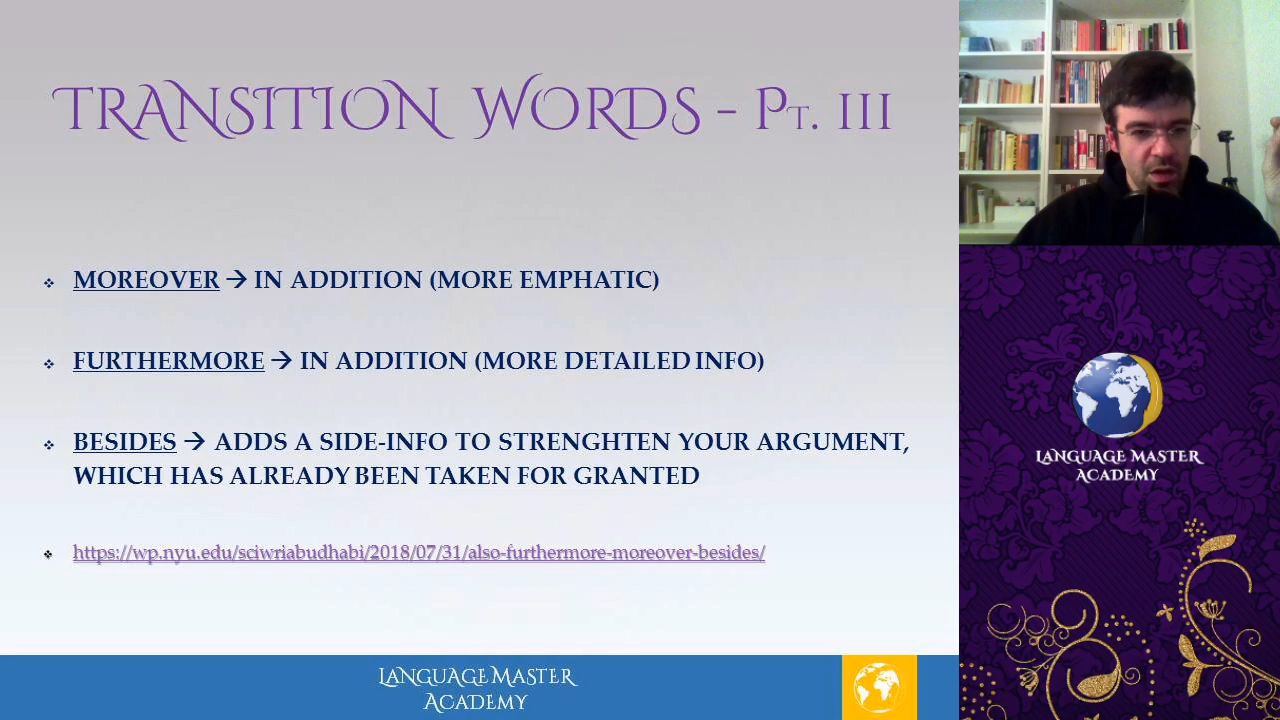 TRANSITION WORDS – PT. III
MOREOVER → IN ADDITION (MORE EMPHATIC)
FURTHERMORE → IN ADDITION (MORE DETAILED INFO)
BESIDES → ADDS A SIDE-INFO TO STRENGHTEN YOUR ARGUMENT,
WHICH HAS ALREADY BEEN TAKEN FOR GRANTED
https://wp.nyu.edu/sciwriabudhabi/2018/07/31/also-furthermore-moreover-besides/
LANGUAGE MASTER
ACADEMY
LANGUAGE MASTER
ACADEMY